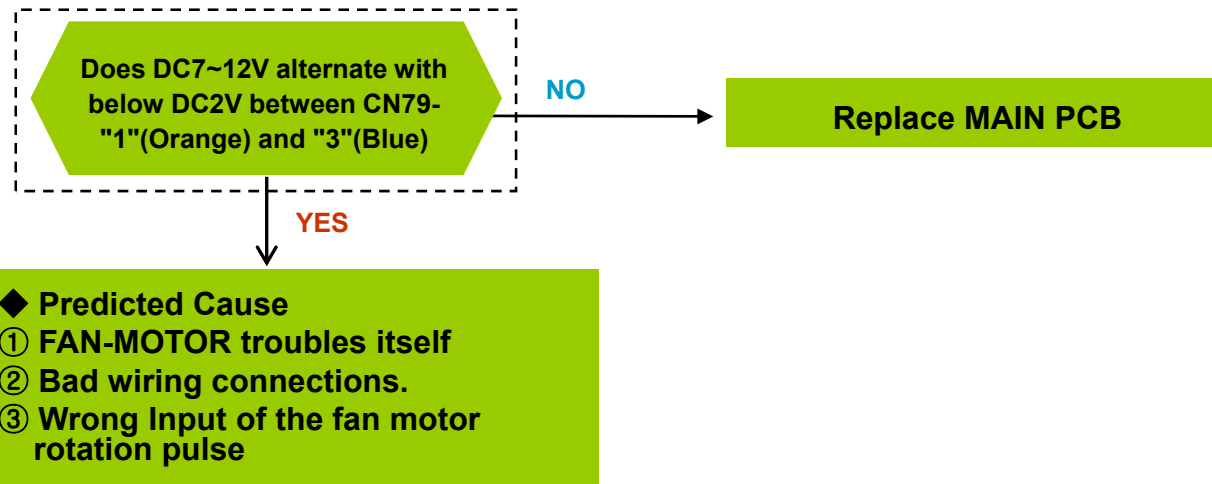 Does DC7~12V alternate with
below DC2V between CN79-
"1"(Orange) and "3"(Blue)
NO
Replace MAIN PCB
YES
◆ Predicted Cause
① FAN-MOTOR troubles itself
② Bad wiring connections.
③ Wrong Input of the fan motor
rotation pulse